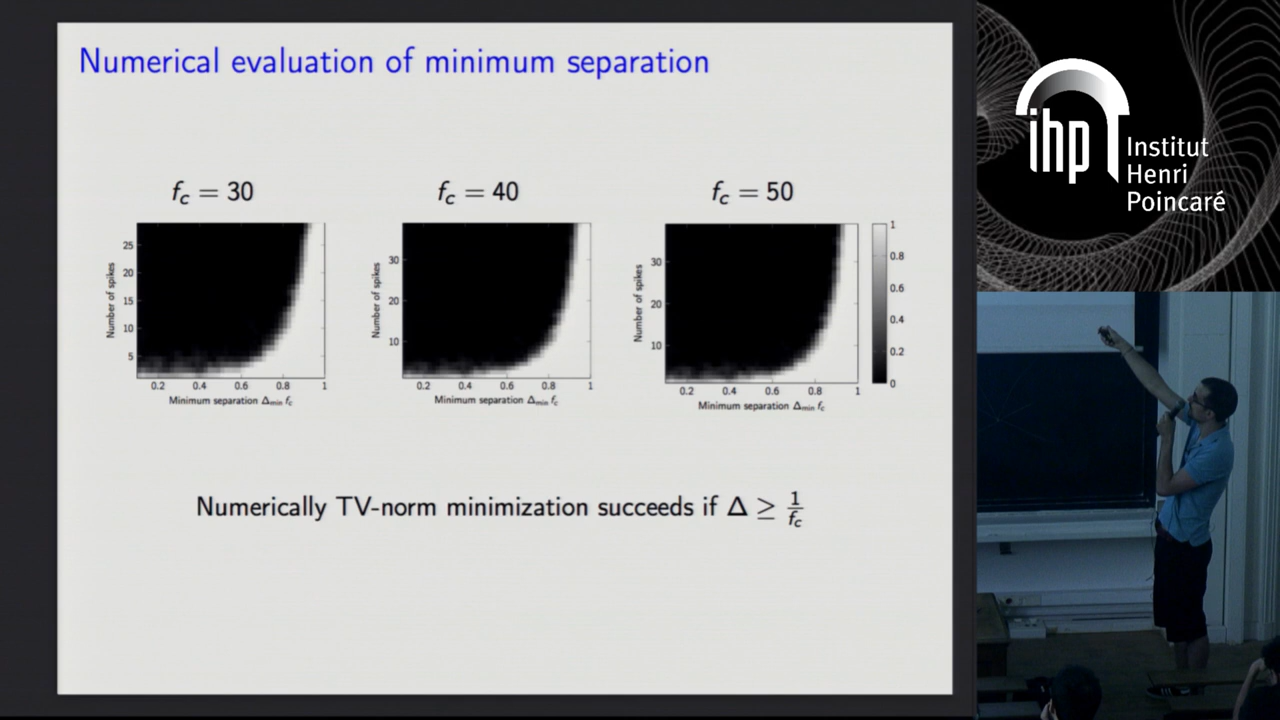 Numerical evaluation of minimum separation
f_c = 30
f_c = 40
f_c = 50
Number of spikes
25
20
15
10
5
0.2 0.4 0.6 0.8 1
Minimum separation Δ_min f_c
Number of spikes
30
20
10
0.2 0.4 0.6 0.8 1
Minimum separation Δ_min f_c
Number of spikes
30
20
10
0.2 0.4 0.6 0.8 1
Minimum separation Δ_min f_c
1
0.8
0.6
0.4
0.2
0
Numerically TV-norm minimization succeeds if Δ ≥ 1/f_c
ihp
Institut
Henri
Poincaré